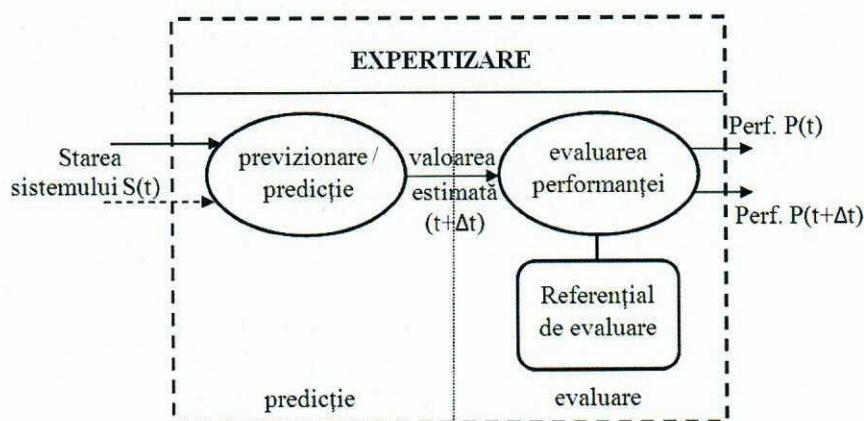 EXPERTIZARE
Starea
sistemului S(t)
previzionare /
predicție
valoarea
estimată
(t+Δt)
evaluarea
performanței
Perf. P(t)
Perf. P(t+Δt)
Referențial
de evaluare
predicție
evaluare